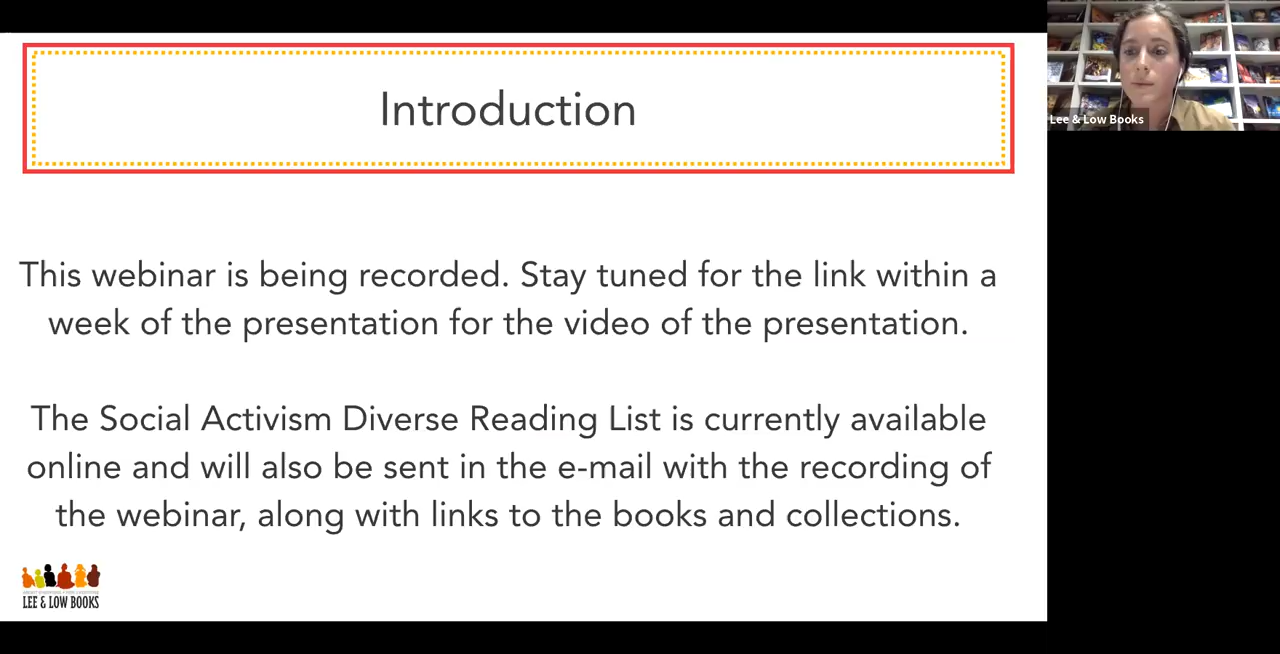 Introduction
Lee & Low Books
This webinar is being recorded. Stay tuned for the link within a
week of the presentation for the video of the presentation.
The Social Activism Diverse Reading List is currently available
online and will also be sent in the e-mail with the recording of
the webinar, along with links to the books and collections.
LEE & LOW BOOKS